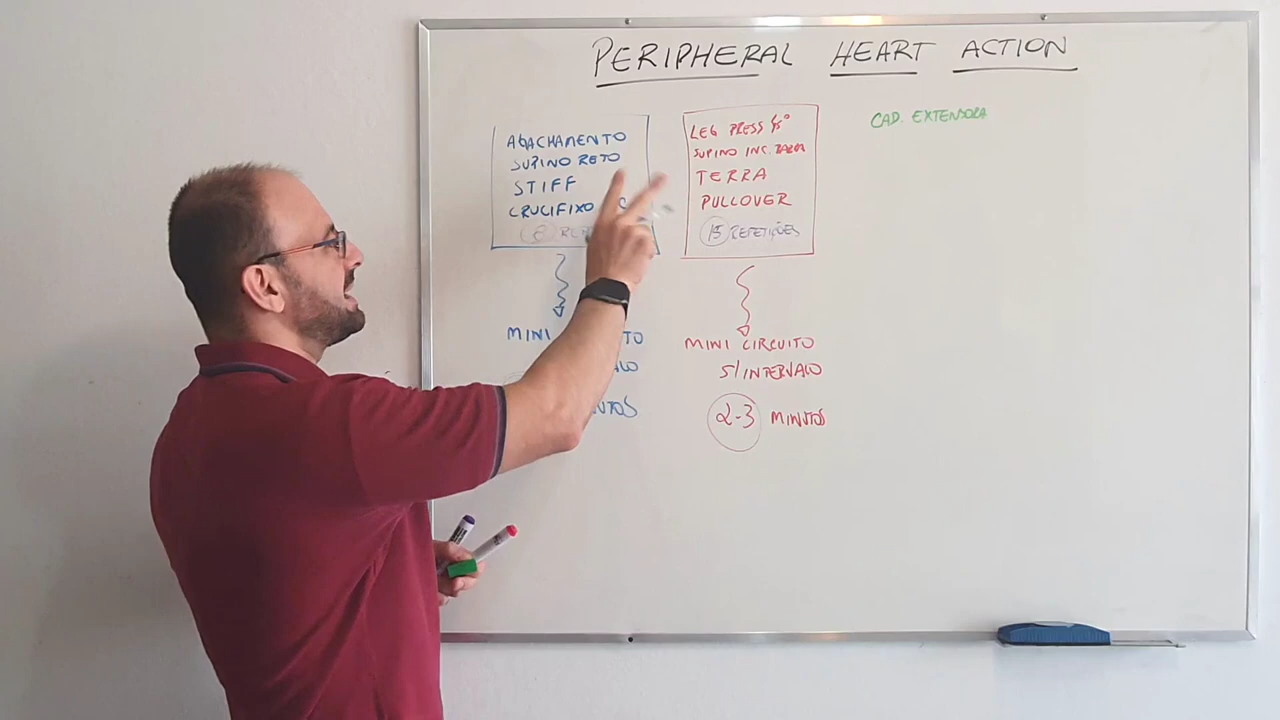 PERIPHERAL HEART ACTION
AGACHAMENTO
SUPINO RETO
STIFF
CRUCIFIXO
LEG PRESS 45°
SUPINO INC. BARRA
TERRA
PULLOVER
15 REPETIÇÕES
MINI
MINI CIRCUITO
S/ INTERVALO
2-3 MINUTOS
CAD. EXTENSORA